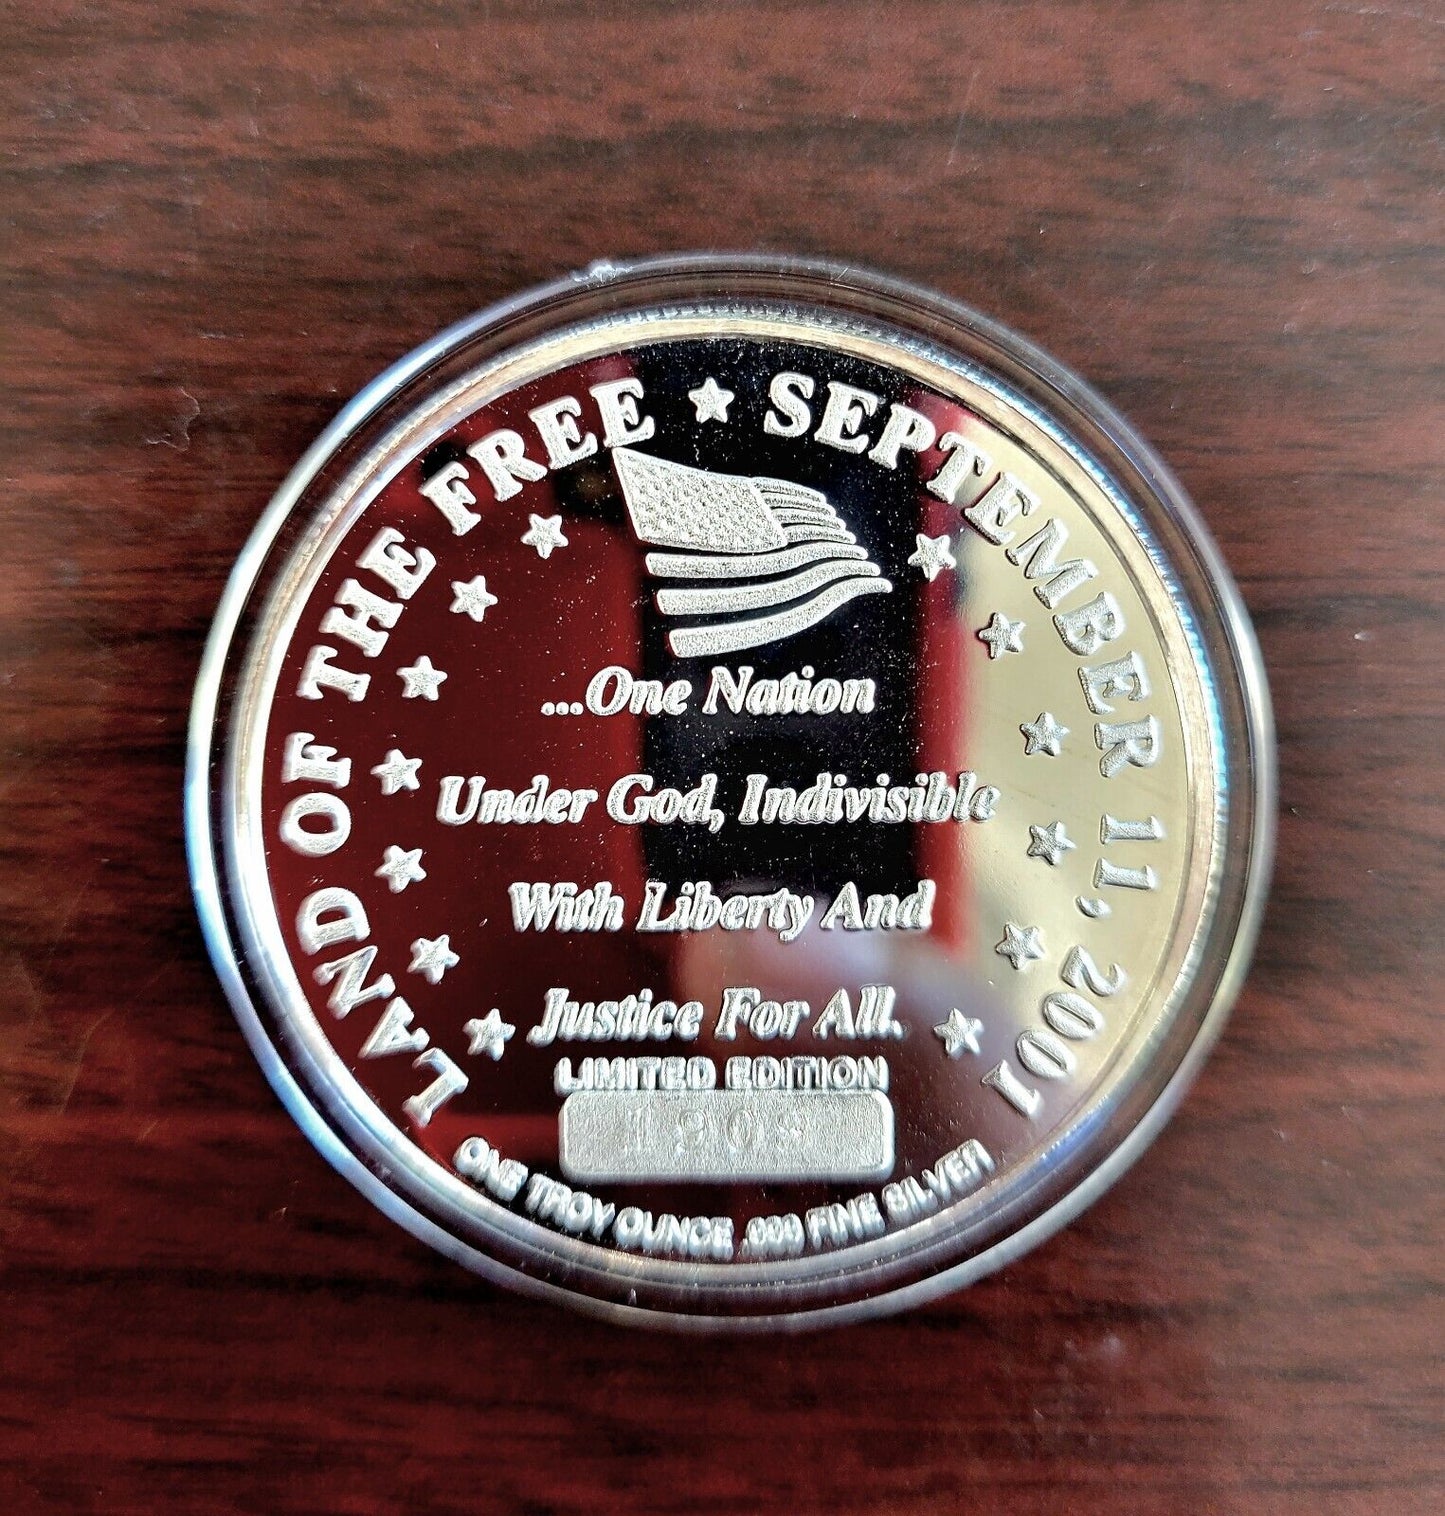 LAND OF THE FREE ★ SEPTEMBER 11, 2001
...One Nation
Under God, Indivisible
With Liberty And
Justice For All.
LIMITED EDITION
ONE TROY OUNCE .999 FINE SILVER